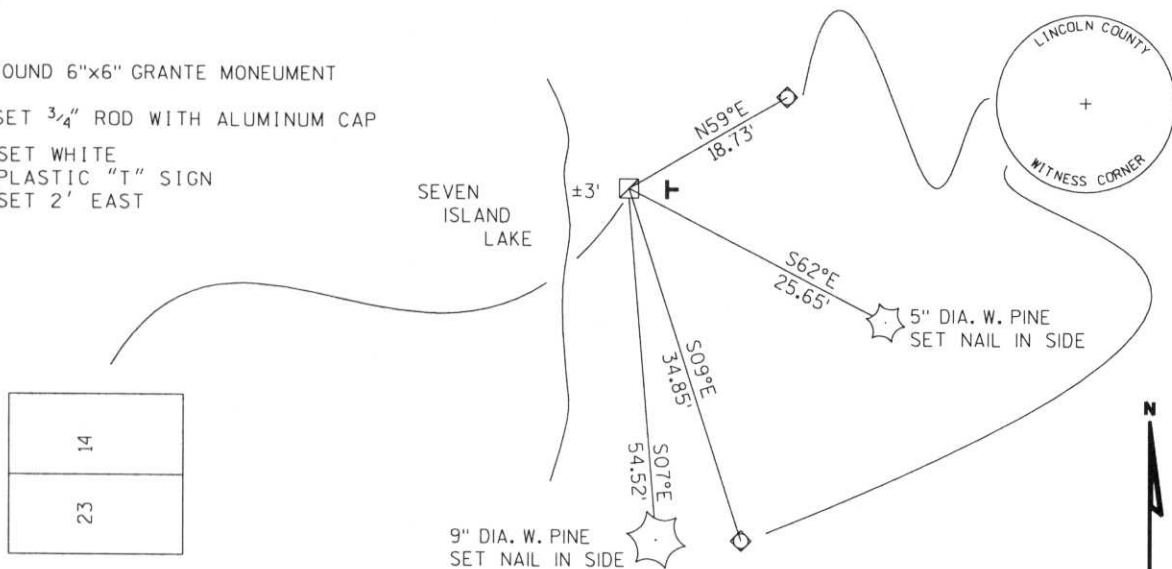 OUND 6"x6" GRANTE MONEUMENT
SET 3/4" ROD WITH ALUMINUM CAP
SET WHITE
PLASTIC "T" SIGN
SET 2' EAST
SEVEN
ISLAND
LAKE
±3'
N59°E
18.73'
LINCOLN COUNTY
WITNESS CORNER
S62°E
25.65'
5" DIA. W. PINE
SET NAIL IN SIDE
S09°E
34.85'
S07°E
54.52'
9" DIA. W. PINE
SET NAIL IN SIDE
14
23
N